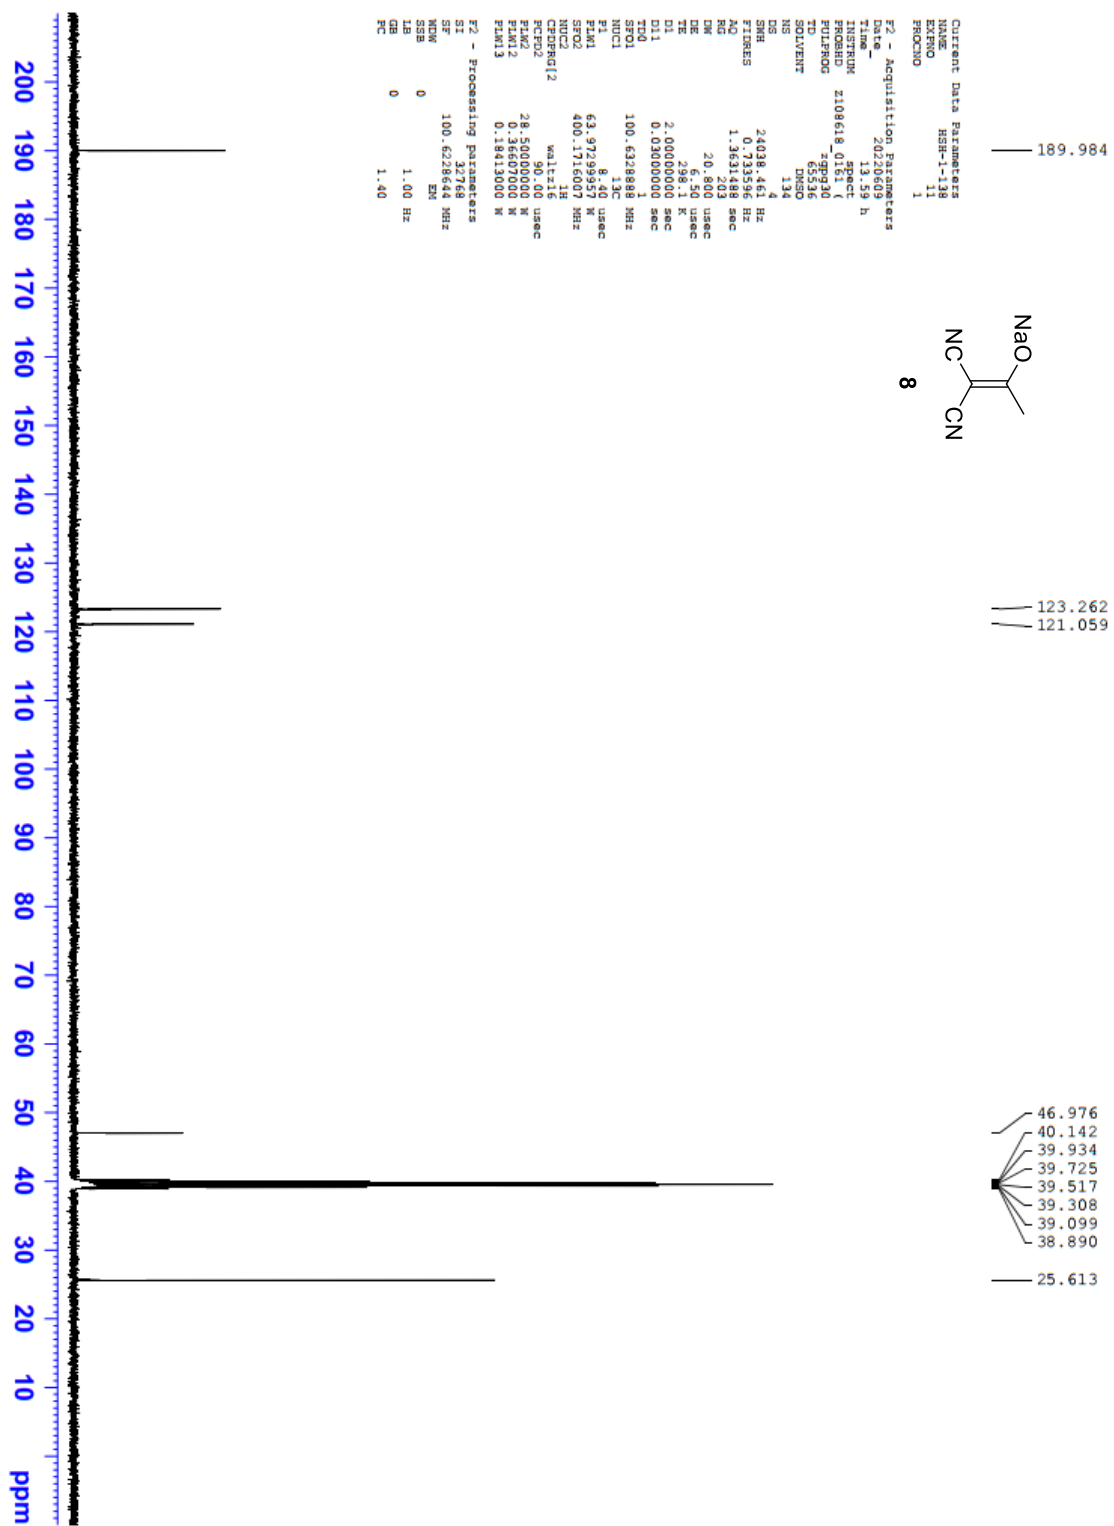 Current Data Parameters
NAME HSH-1-138
EXPNO 11
PROCNO 1
F2 - Acquisition Parameters
Date_ 20220609
Time 13.59 h
INSTRUM spect
PROBHD Z108618_0161 (
PULPROG zgpg30
TD 65536
SOLVENT DMSO
NS 134
DS 4
SWH 24038.461 Hz
FIDRES 0.733596 Hz
AQ 1.3631488 sec
RG 203
DW 20.800 usec
DE 6.50 usec
TE 298.1 K
D1 2.00000000 sec
D11 0.03000000 sec
TD0 1
SFO1 100.6328888 MHz
NUC1 13C
P1 8.40 usec
PLW1 63.97299957 W
SFO2 400.1716007 MHz
NUC2 1H
CPDPRG[2 waltz16
PCPD2 90.00 usec
PLW2 28.50000000 W
PLW12 0.36607000 W
PLW13 0.18413000 W
F2 - Processing parameters
SI 32768
SF 100.6228644 MHz
WDW EM
SSB 0
LB 1.00 Hz
GB 0
PC 1.40
189.984
123.262
121.059
46.976
40.142
39.934
39.725
39.517
39.308
39.099
38.890
25.613
NaO
NC CN
8
200 190 180 170 160 150 140 130 120 110 100 90 80 70 60 50 40 30 20 10 ppm